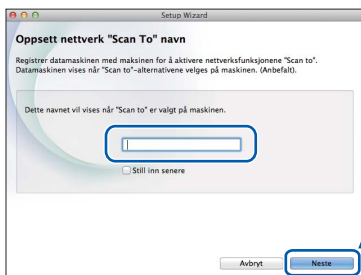 Setup Wizard
Oppsett nettverk "Scan To" navn
Registrer datamaskinen med maskinen for å aktivere nettverksfunksjonene "Scan to".
Datamaskinen vises når "Scan to"-alternativene velges på maskinen. (Anbefalt).
Dette navnet vil vises når "Scan to" er valgt på maskinen.
Still inn senere
Avbryt
Neste